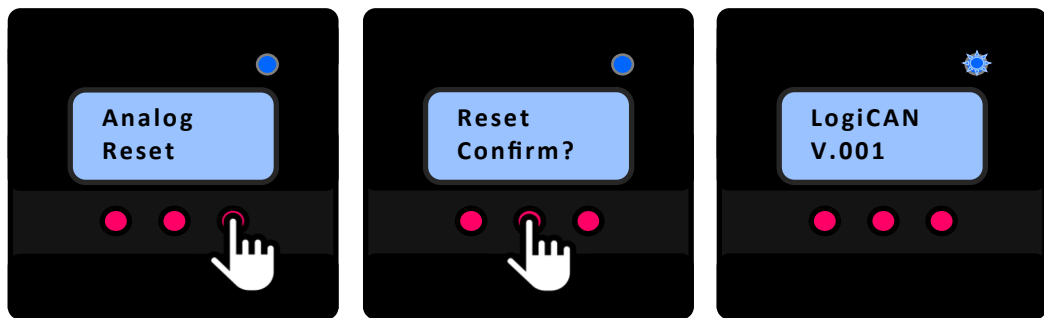 Analog
Reset
Reset
Confirm?
LogiCAN
V.001